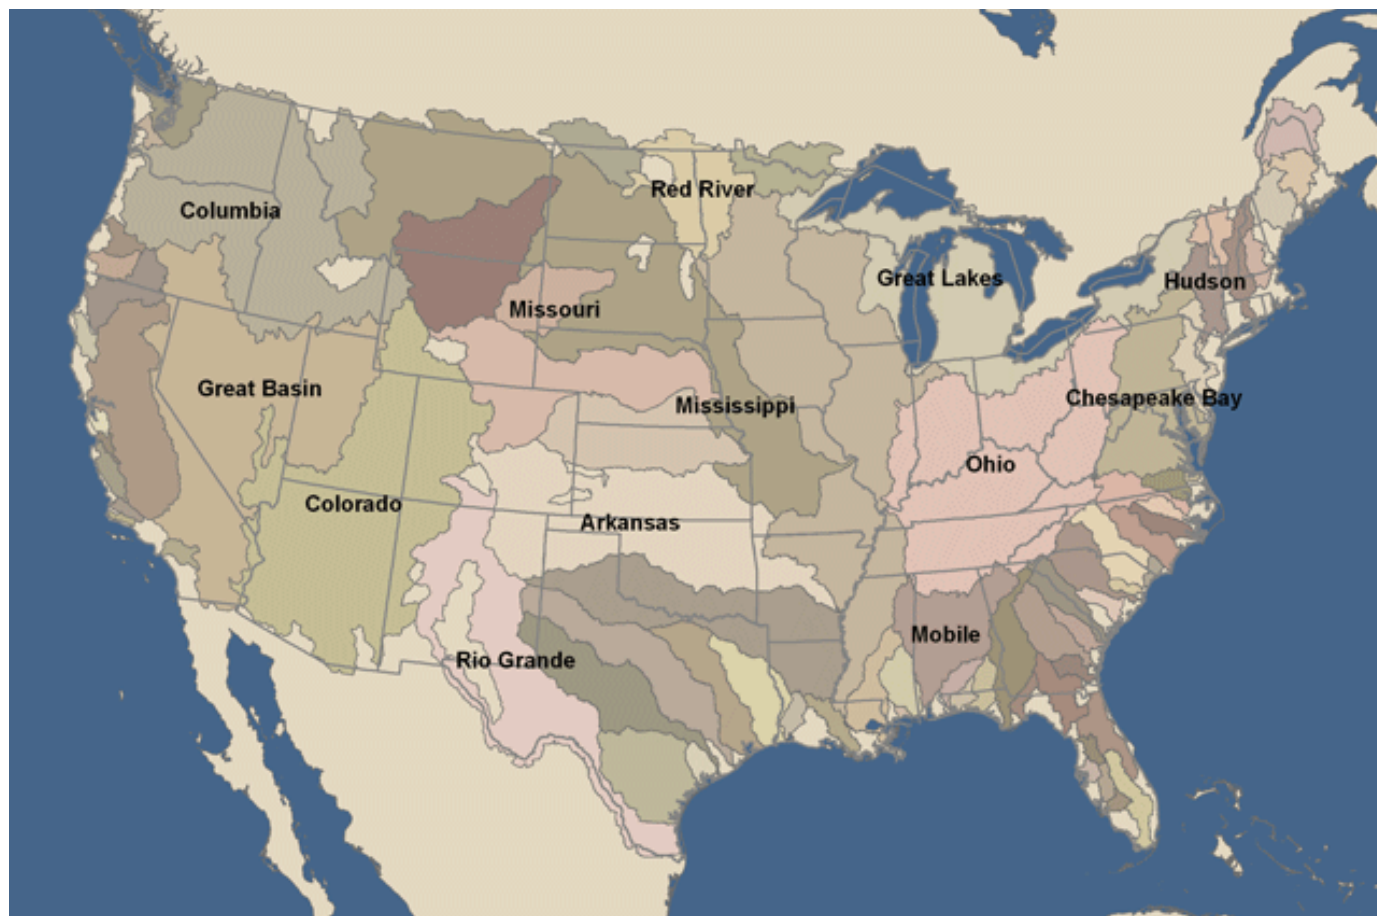 Red River
Columbia
Great Lakes
Hudson
Missouri
Great Basin
Mississippi
Chesapeake Bay
Ohio
Colorado
Arkansas
Mobile
Rio Grande